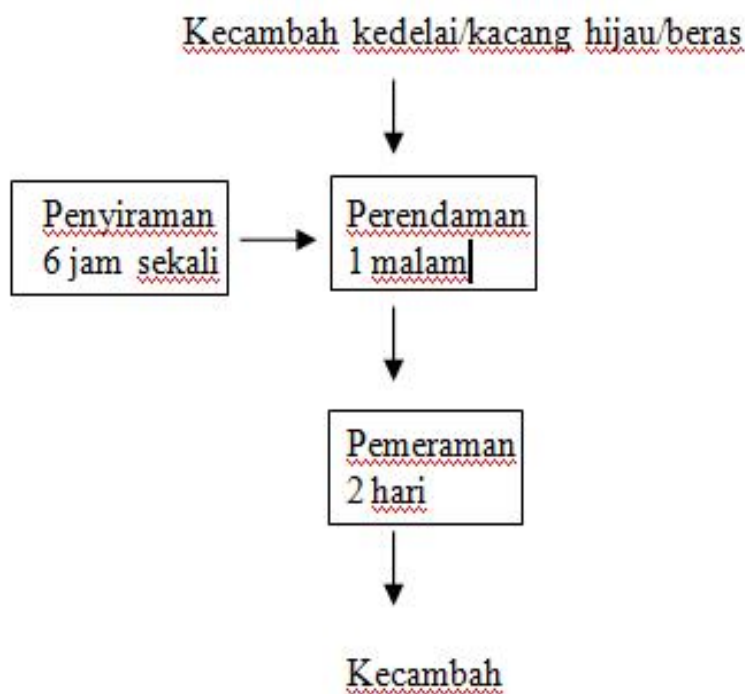 Kecambah kedelai/kacang hijau/beras
Penyiraman
6 jam sekali
Perendaman
1 malam
Pemeraman
2 hari
Kecambah